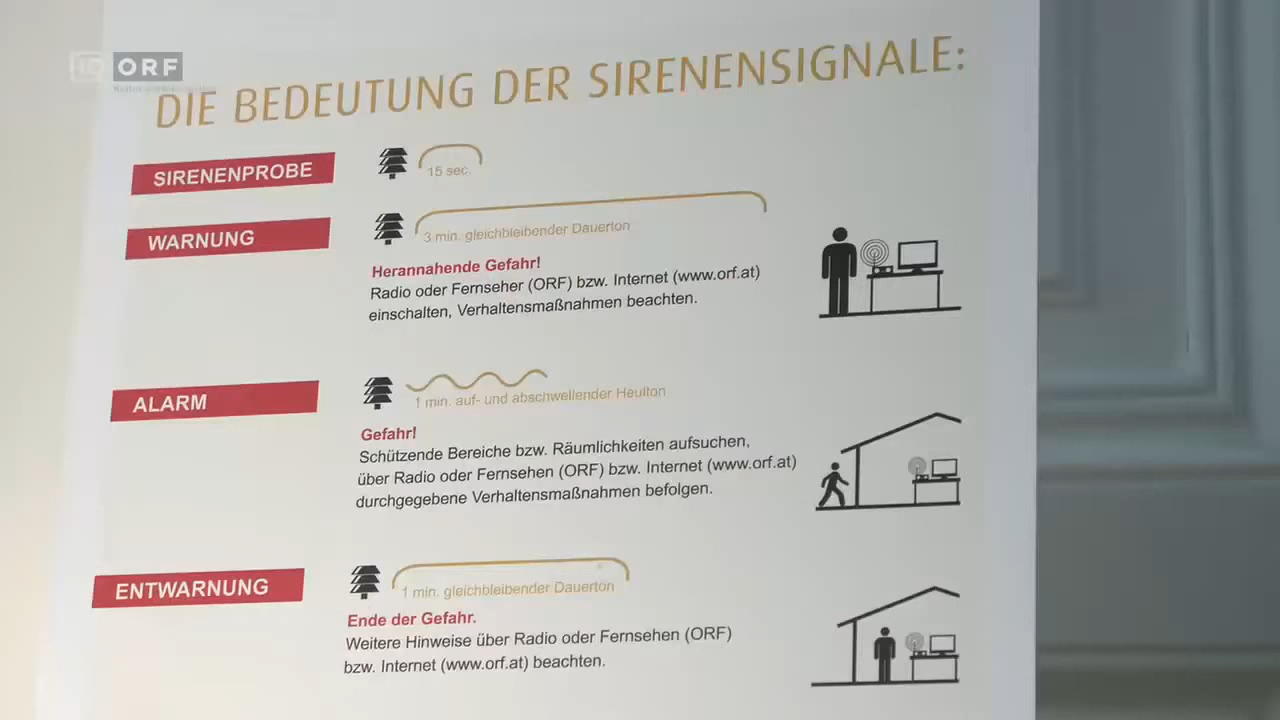 ORF
DIE BEDEUTUNG DER SIRENENSIGNALE:
SIRENENPROBE
15 sec.
WARNUNG
3 min. gleichbleibender Dauerton
Herannahende Gefahr!
Radio oder Fernseher (ORF) bzw. Internet (www.orf.at)
einschalten, Verhaltensmaßnahmen beachten.
ALARM
1 min. auf- und abschwellender Heulton
Gefahr!
Schützende Bereiche bzw. Räumlichkeiten aufsuchen,
über Radio oder Fernsehen (ORF) bzw. Internet (www.orf.at)
durchgegebene Verhaltensmaßnahmen befolgen.
ENTWARNUNG
1 min. gleichbleibender Dauerton
Ende der Gefahr.
Weitere Hinweise über Radio oder Fernsehen (ORF)
bzw. Internet (www.orf.at) beachten.